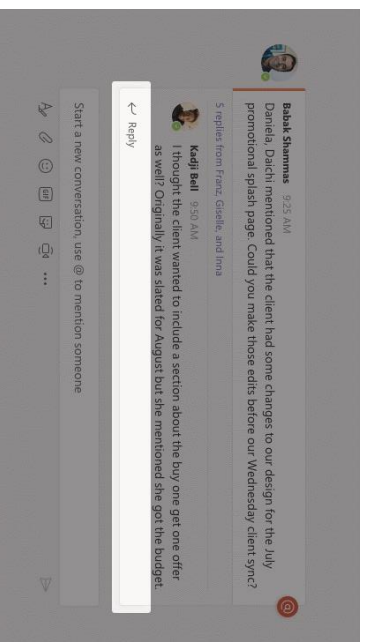 Babak Shammas 9:25 AM
Daniela, Daichi mentioned that the client had some changes to our design for the July
promotional splash page. Could you make those edits before our Wednesday client sync?
5 replies from Franz, Giselle, and Inna
Kadji Bell 9:50 AM
I thought the client wanted to include a section about the buy one get one offer
as well? Originally it was slated for August but she mentioned she got the budget.
Reply
Start a new conversation, use @ to mention someone
GIF